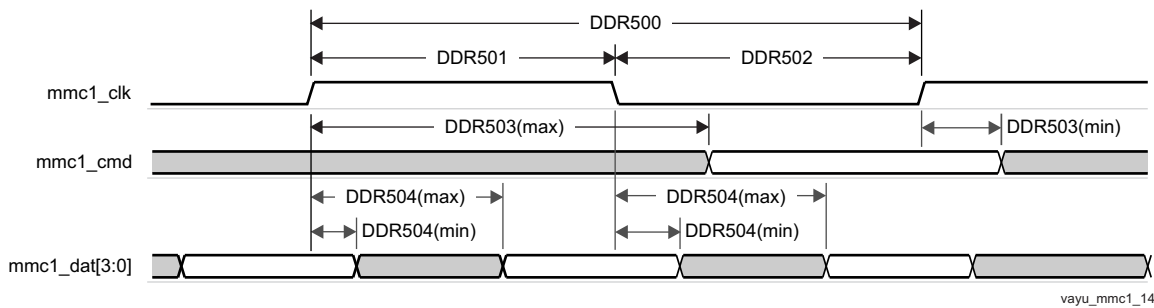 DDR500
DDR501 DDR502
mmc1_clk
DDR503(max) DDR503(min)
mmc1_cmd
DDR504(max) DDR504(max)
DDR504(min) DDR504(min)
mmc1_dat[3:0]
vayu_mmc1_14